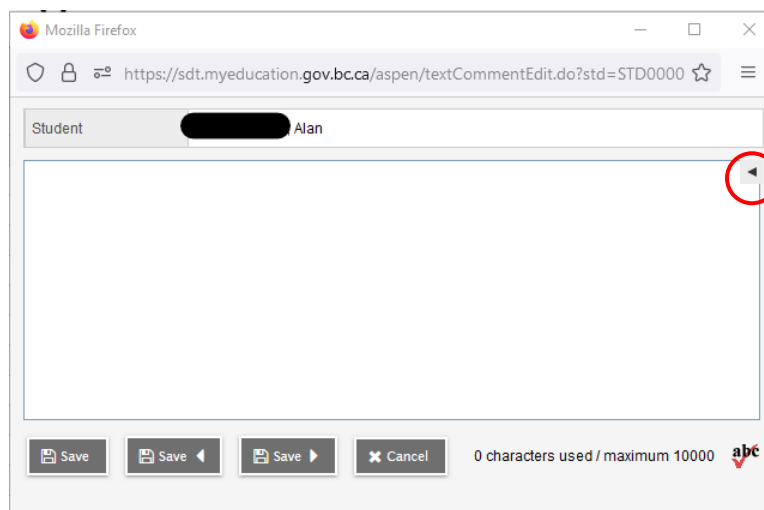 Mozilla Firefox
https://sdt.myeducation.gov.bc.ca/aspen/textCommentEdit.do?std=STD0000
Student Alan
Save Save Save Cancel 0 characters used / maximum 10000 abc